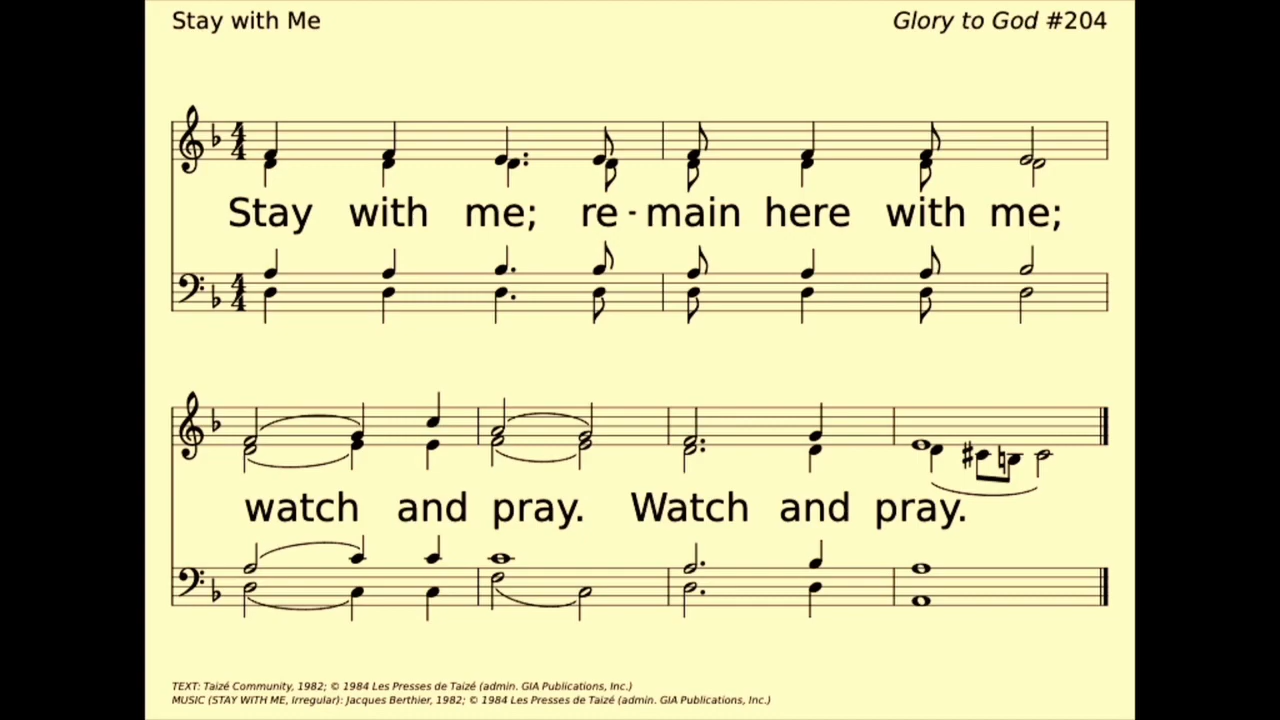 Stay with Me
Glory to God #204
Stay with me; re - main here with me;
watch and pray. Watch and pray.
TEXT: Taizé Community, 1982; © 1984 Les Presses de Taizé (admin. GIA Publications, Inc.)
MUSIC (STAY WITH ME, Irregular): Jacques Berthier, 1982; © 1984 Les Presses de Taizé (admin. GIA Publications, Inc.)